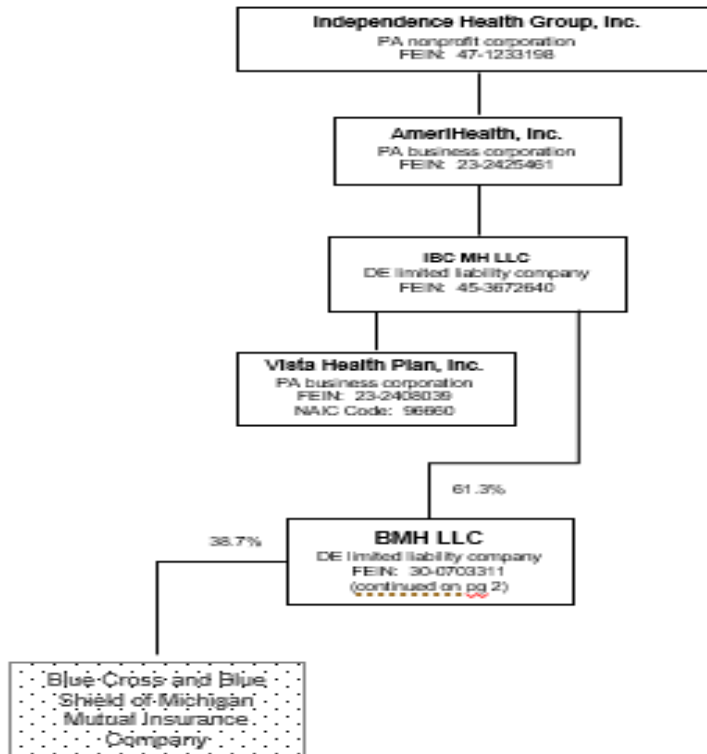 Independence Health Group, Inc.
PA nonprofit corporation
FEIN: 47-1233198
AmeriHealth, Inc.
PA business corporation
FEIN: 23-2425461
IBC MH LLC
DE limited liability company
FEIN: 45-3672640
Vista Health Plan, Inc.
PA business corporation
FEIN: 23-2408039
NAIC Code: 96660
61.3%
38.7%
BMH LLC
DE limited liability company
FEIN: 30-0703311
(continued on pg 2)
Blue Cross and Blue
Shield of Michigan
Mutual Insurance
Company